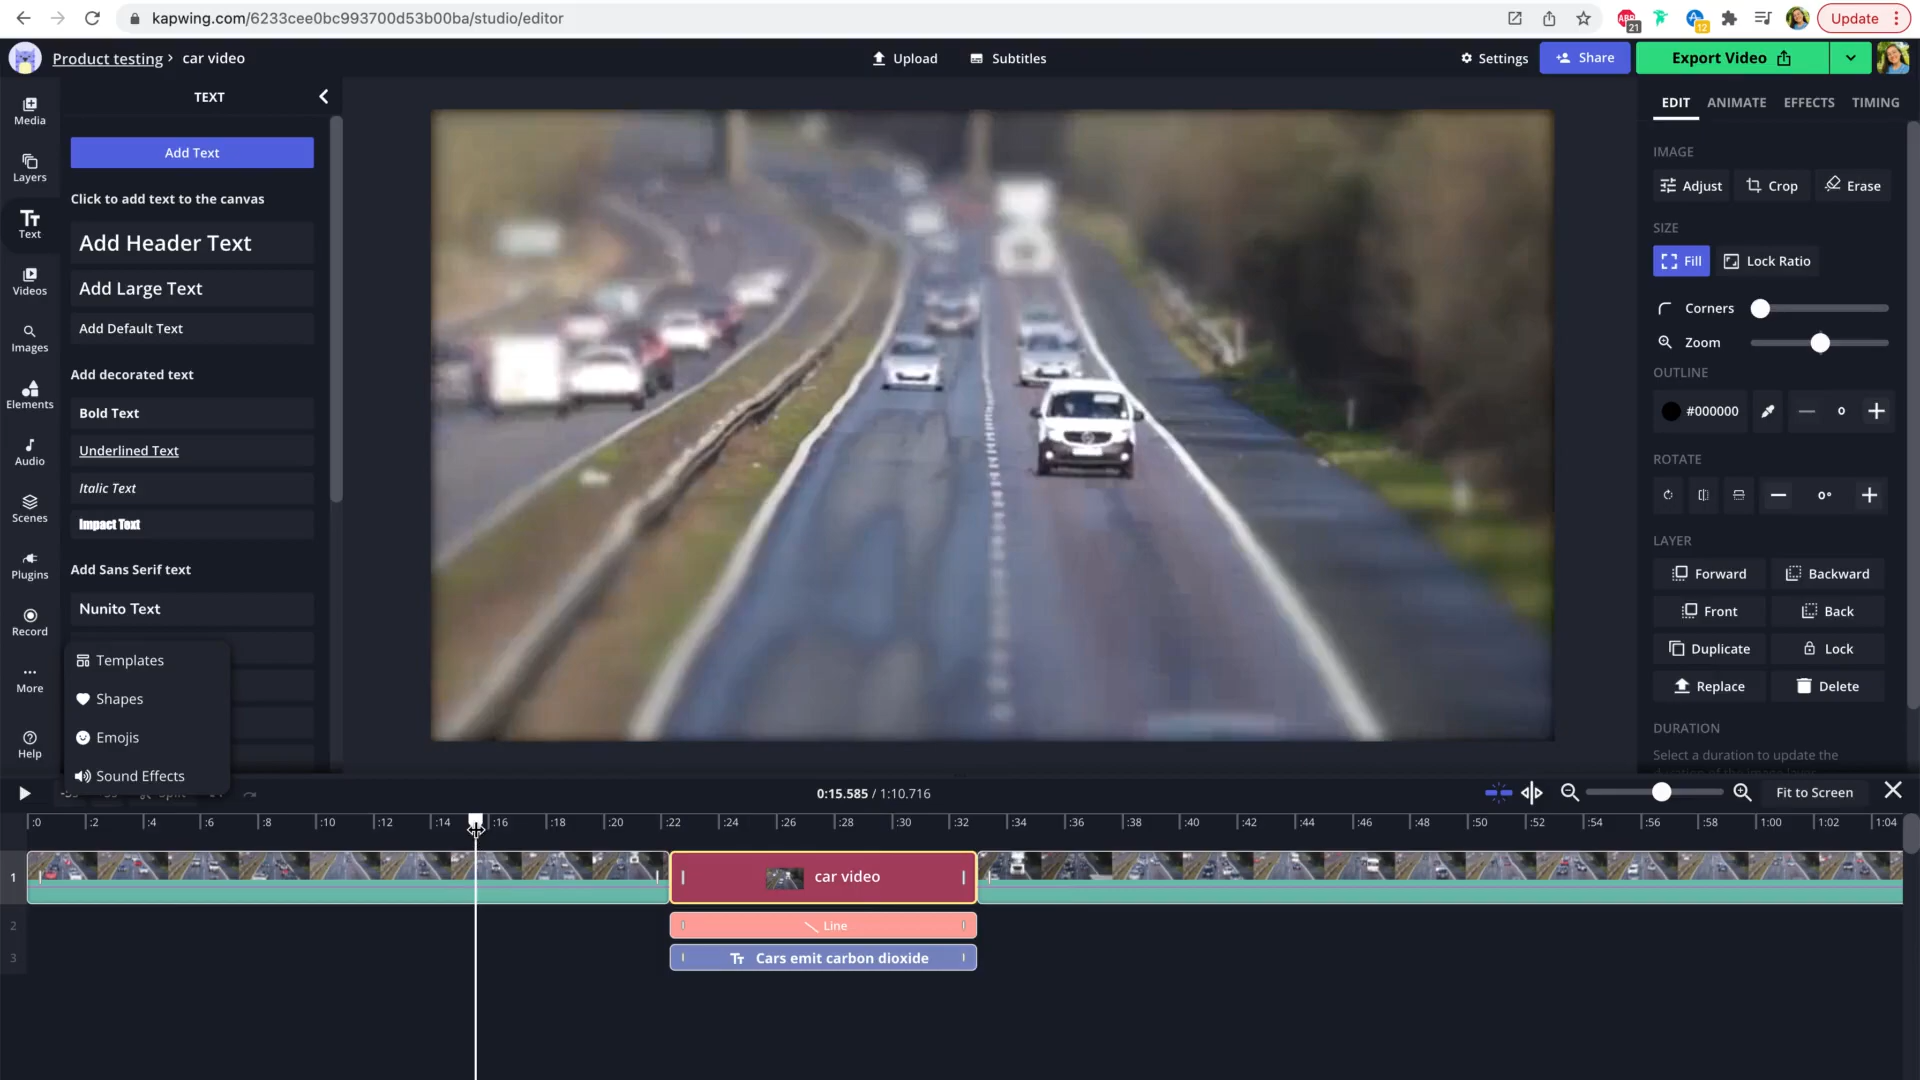 kapwing.com/6233cee0bc993700d53b00ba/studio/editor
21
12
Update
Product testing › car video
Upload
Subtitles
Settings
Share
Export Video
Media
Layers
Text
Videos
Images
Elements
Audio
Scenes
Plugins
Record
More
Help
TEXT
Add Text
Click to add text to the canvas
Add Header Text
Add Large Text
Add Default Text
Add decorated text
Bold Text
Underlined Text
Italic Text
Impact Text
Add Sans Serif text
Nunito Text
Templates
Shapes
Emojis
Sound Effects
EDIT ANIMATE EFFECTS TIMING
IMAGE
Adjust Crop Erase
SIZE
Fill Lock Ratio
Corners
Zoom
OUTLINE
#000000 0
ROTATE
0°
LAYER
Forward Backward
Front Back
Duplicate Lock
Replace Delete
DURATION
Select a duration to update the
0:15.585 / 1:10.716
Fit to Screen
:0 :2 :4 :6 :8 :10 :12 :14 :16 :18 :20 :22 :24 :26 :28 :30 :32 :34 :36 :38 :40 :42 :44 :46 :48 :50 :52 :54 :56 :58 1:00 1:02 1:04
1 car video
2 Line
3 Cars emit carbon dioxide